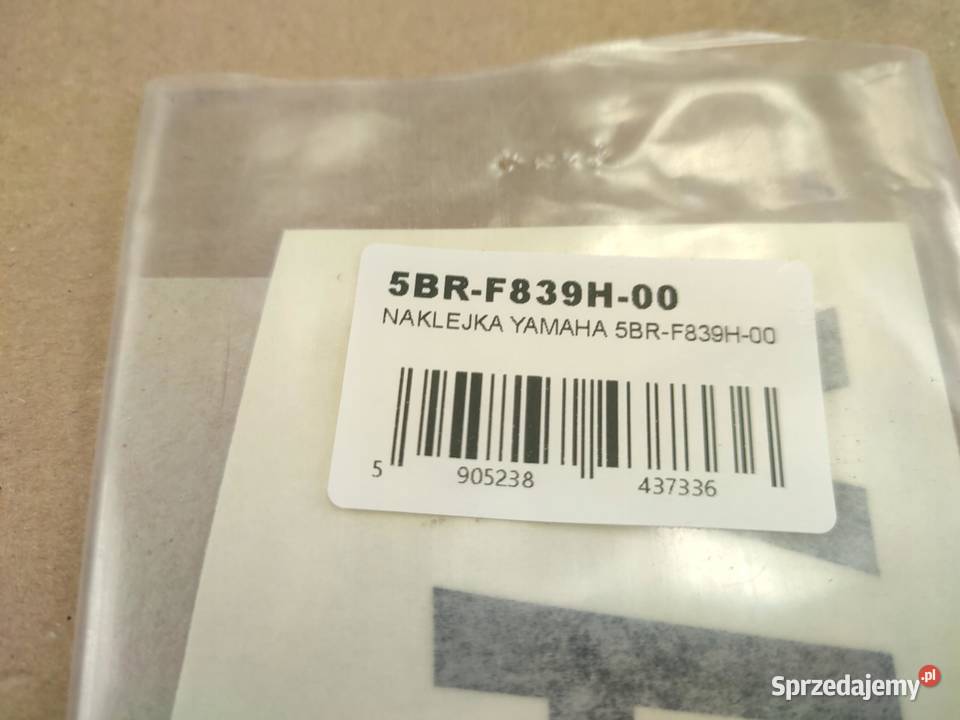 5BR-F839H-00
NAKLEJKA YAMAHA 5BR-F839H-00
5 905238 437336
Sprzedajemy.pl